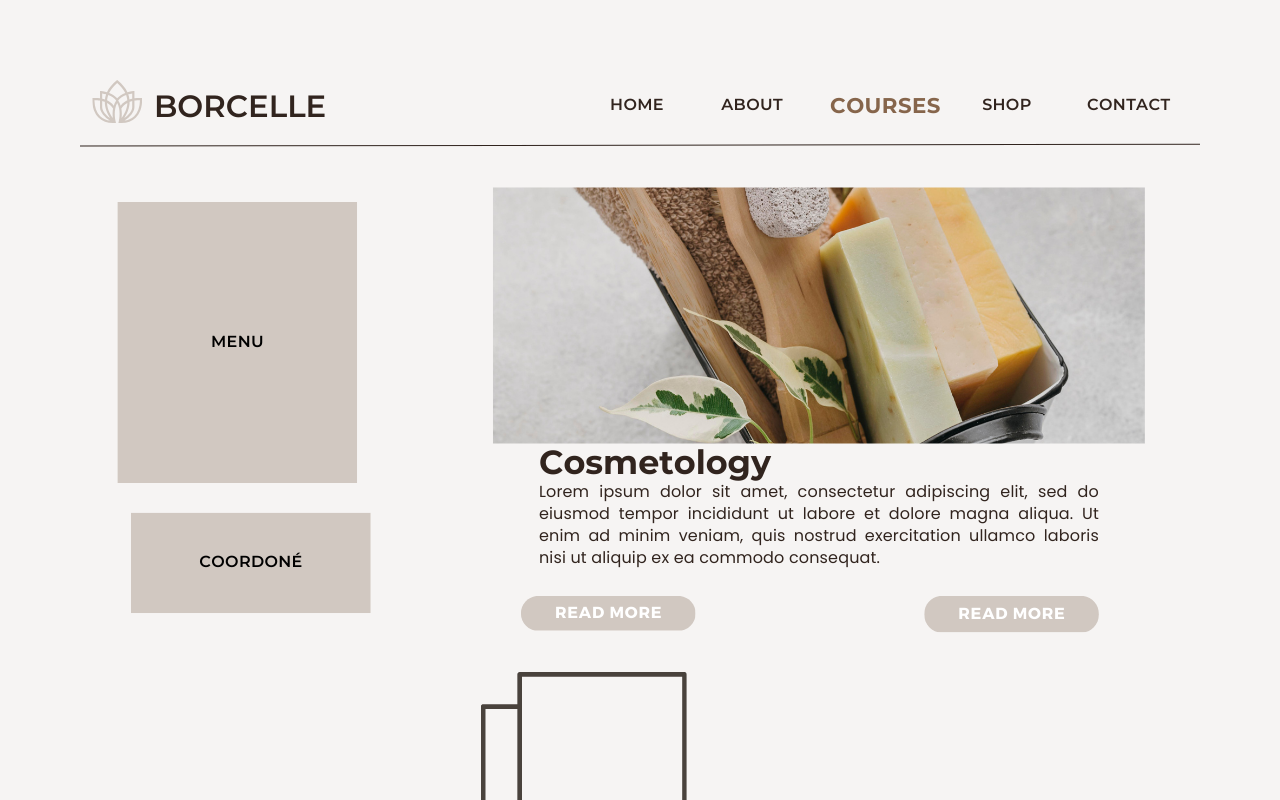 BORCELLE
HOME ABOUT COURSES SHOP CONTACT
MENU
COORDONÉ
Cosmetology
Lorem ipsum dolor sit amet, consectetur adipiscing elit, sed do
eiusmod tempor incididunt ut labore et dolore magna aliqua. Ut
enim ad minim veniam, quis nostrud exercitation ullamco laboris
nisi ut aliquip ex ea commodo consequat.
READ MORE
READ MORE